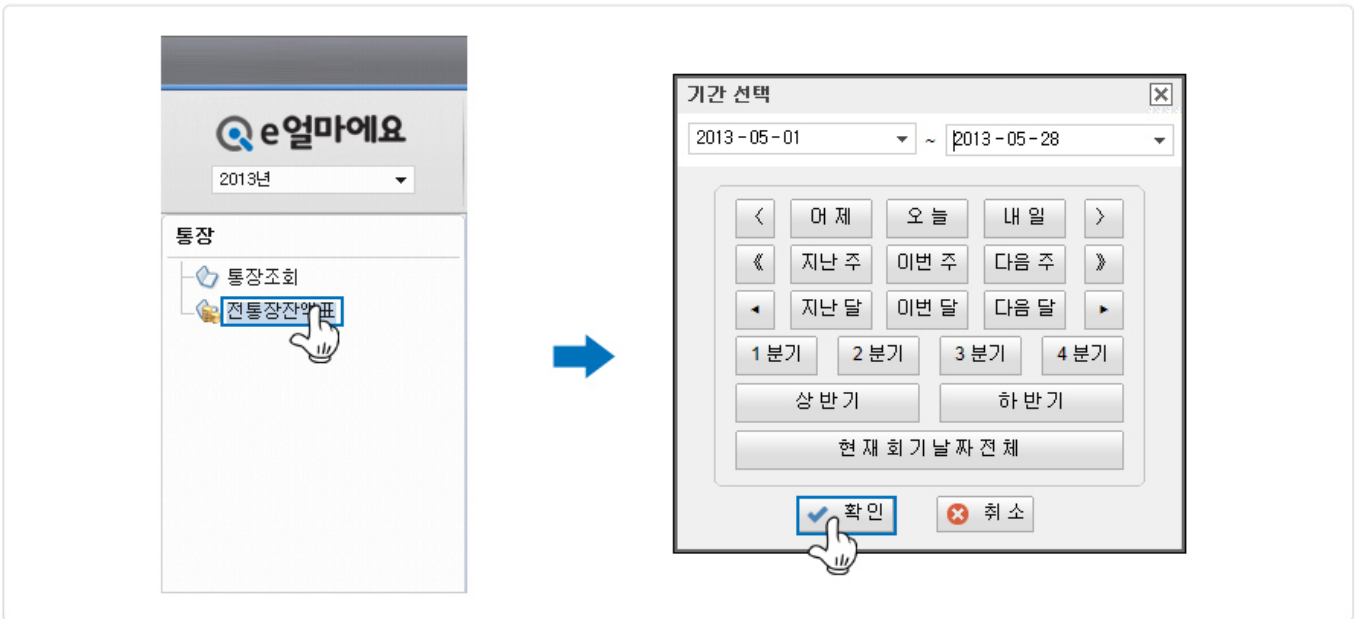 e얼마에요
2013년
통장
통장조회
전통장잔액표
기간 선택
2013-05-01 ~ 2013-05-28
< 어 제 오 늘 내 일 >
《 지난 주 이번 주 다음 주 》
◂ 지난 달 이번 달 다음 달 ▸
1 분기 2 분기 3 분기 4 분기
상 반 기 하 반 기
현 재 회 기 날 짜 전 체
확 인 취 소